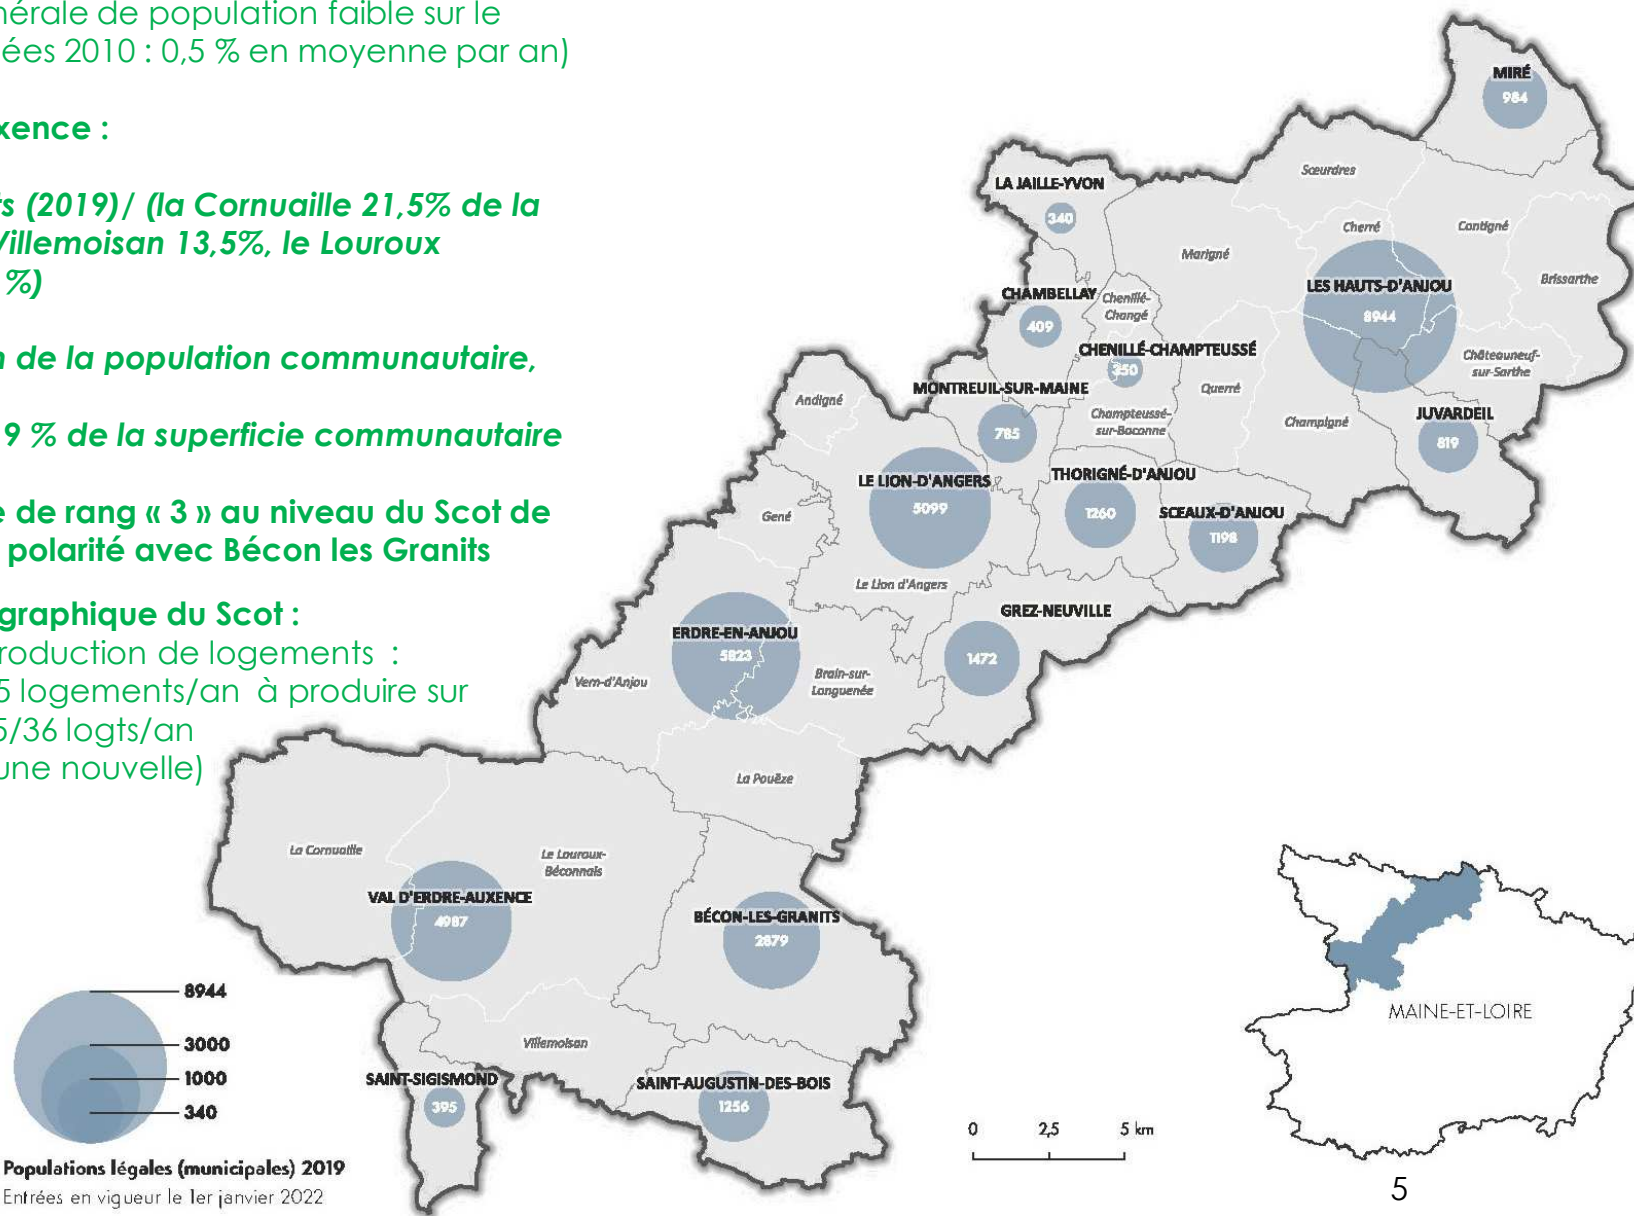 nérale de population faible sur le
ées 2010 : 0,5 % en moyenne par an)
xence :
ts (2019)/ (la Cornuaille 21,5% de la
Villemoisan 13,5%, le Louroux
%)
n de la population communautaire,
9 % de la superficie communautaire
e de rang « 3 » au niveau du Scot de
polarité avec Bécon les Granits
graphique du Scot :
roduction de logements :
5 logements/an à produire sur
5/36 logts/an
une nouvelle)
MIRÉ
984
Sœurdres
LA JAILLE-YVON
340
Cherré
Contigné
Marigné
Brissarthe
LES HAUTS-D'ANJOU
8944
CHAMBELLAY
409
Chenillé-
Changé
CHENILLÉ-CHAMPTEUSSÉ
350
Châteauneuf-
sur-Sarthe
Querré
MONTREUIL-SUR-MAINE
785
Andigné
Champteussé-
sur-Baconne
Champigné
JUVARDEIL
819
LE LION-D'ANGERS
5099
THORIGNÉ-D'ANJOU
1260
SCEAUX-D'ANJOU
1198
Gené
Le Lion d'Angers
GREZ-NEUVILLE
1472
ERDRE-EN-ANJOU
5823
Vern-d'Anjou
Brain-sur-
Longuenée
La Pouëze
La Cornuaille
Le Louroux-
Béconnais
VAL D'ERDRE-AUXENCE
4987
BÉCON-LES-GRANITS
2879
Villemoisan
SAINT-SIGISMOND
395
SAINT-AUGUSTIN-DES-BOIS
1256
8944
3000
1000
340
Populations légales (municipales) 2019
Entrées en vigueur le 1er janvier 2022
0 2,5 5 km
MAINE-ET-LOIRE
5